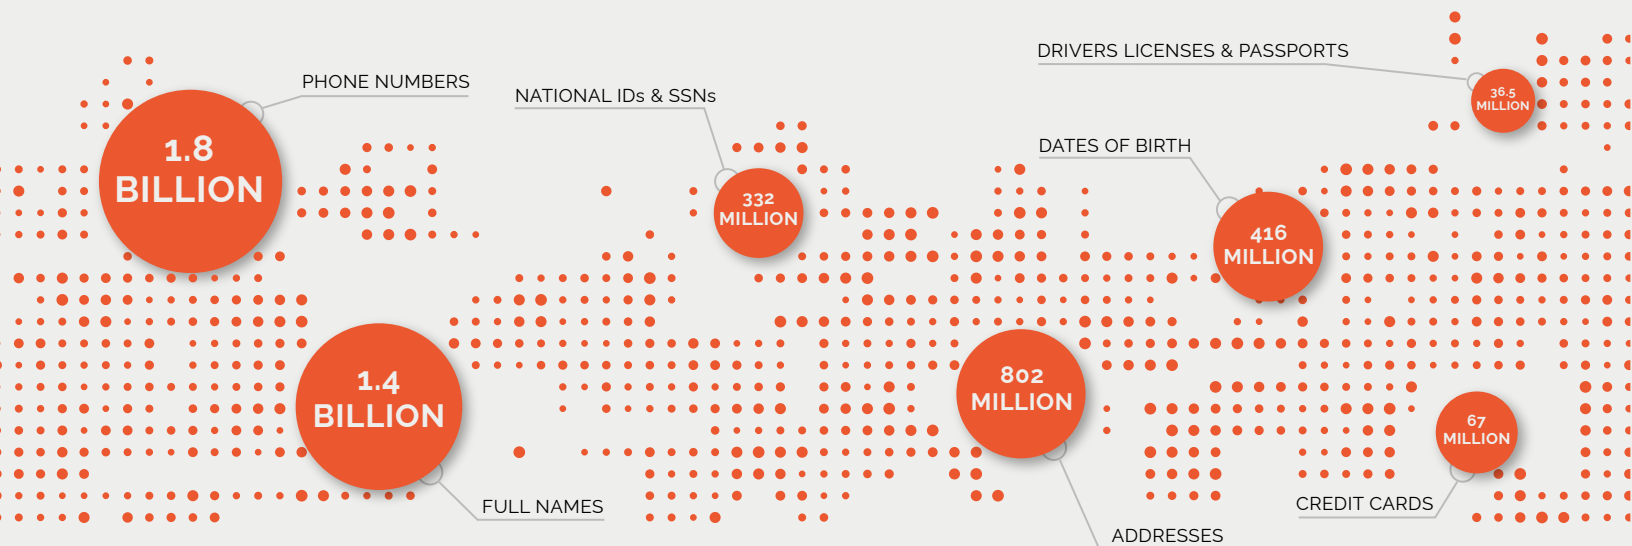 PHONE NUMBERS
1.8
BILLION
NATIONAL IDs & SSNs
332
MILLION
DRIVERS LICENSES & PASSPORTS
36.5
MILLION
DATES OF BIRTH
416
MILLION
1.4
BILLION
FULL NAMES
802
MILLION
ADDRESSES
67
MILLION
CREDIT CARDS